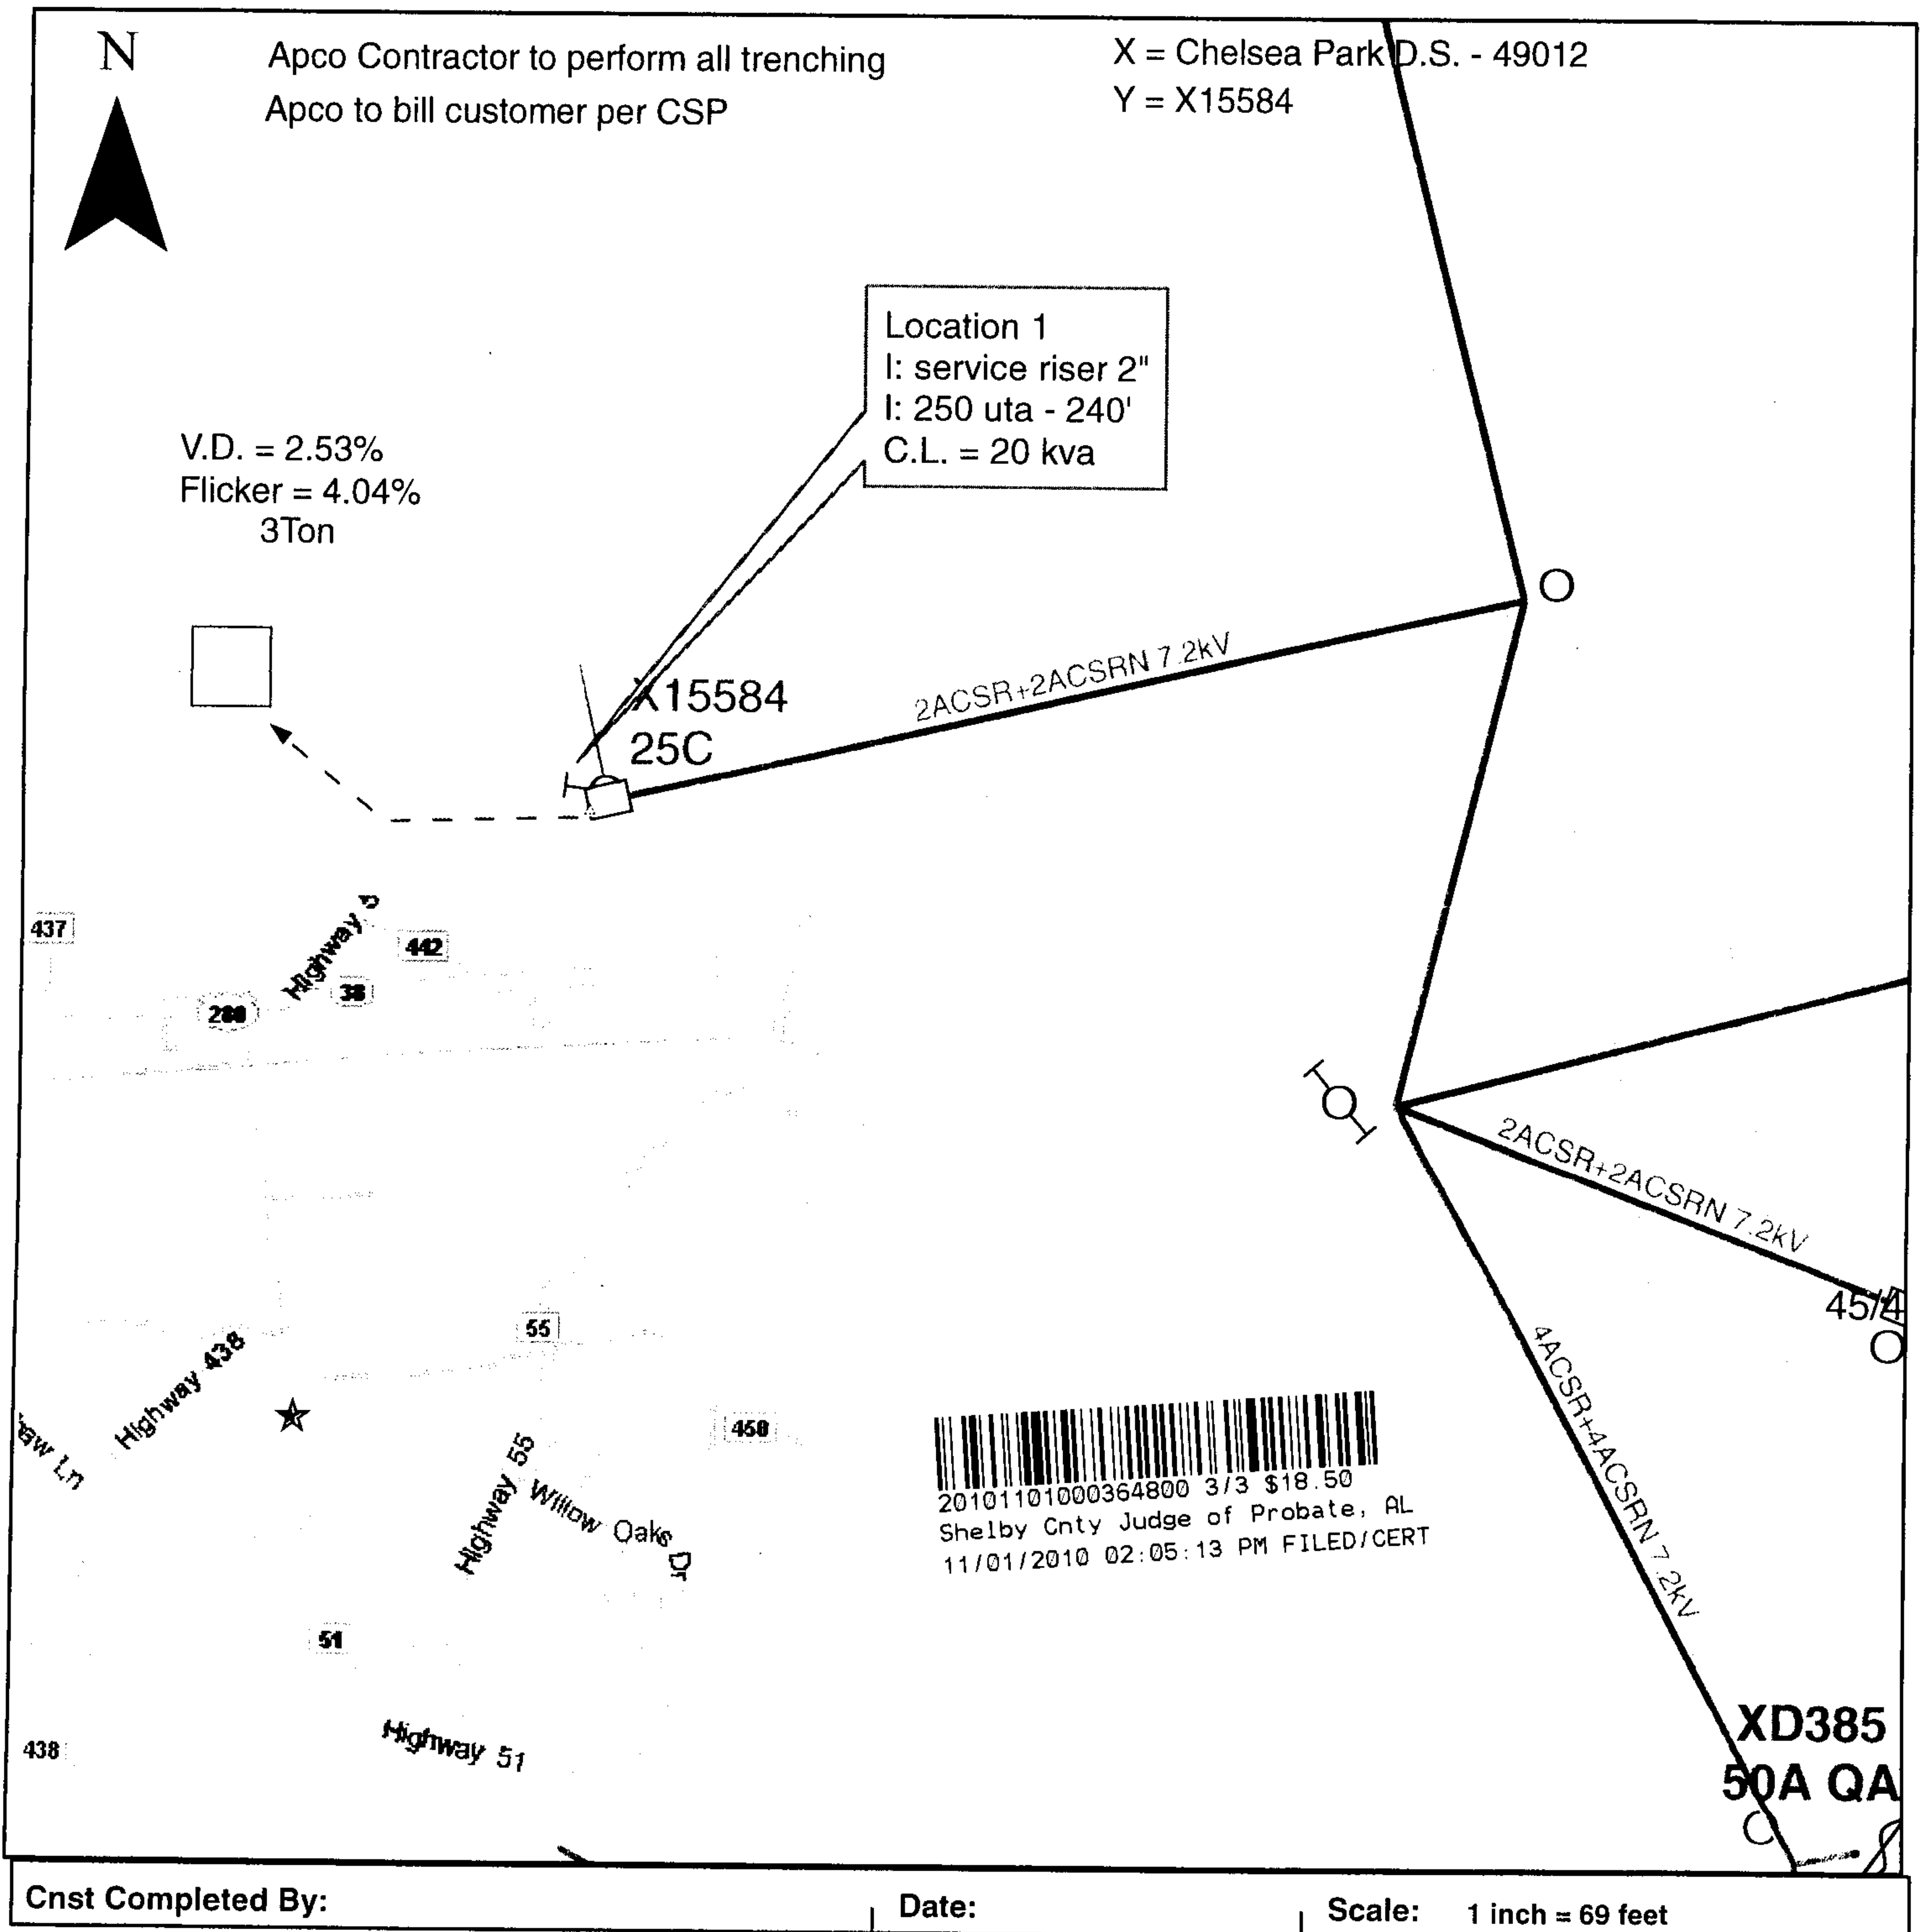 N
Apco Contractor to perform all trenching
Apco to bill customer per CSP
X = Chelsea Park D.S. - 49012
Y = X15584
Location 1
I: service riser 2"
I: 250 uta - 240'
C.L. = 20 kva
V.D. = 2.53%
Flicker = 4.04%
3Ton
X15584
25C
2ACSR+2ACSRN 7.2kV
437
Highway
442
38
280
2ACSR+2ACSRN 7.2kV
45/4
4ACSR+4ACSRN 7.2kV
55
Highway 438
Ln
450
Highway 55
Willow Oaks Dr
20101101000364800 3/3 $18.50
Shelby Cnty Judge of Probate, AL
11/01/2010 02:05:13 PM FILED/CERT
51
438
Highway 51
XD385
50A QA
Cnst Completed By:
Date:
Scale: 1 inch = 69 feet